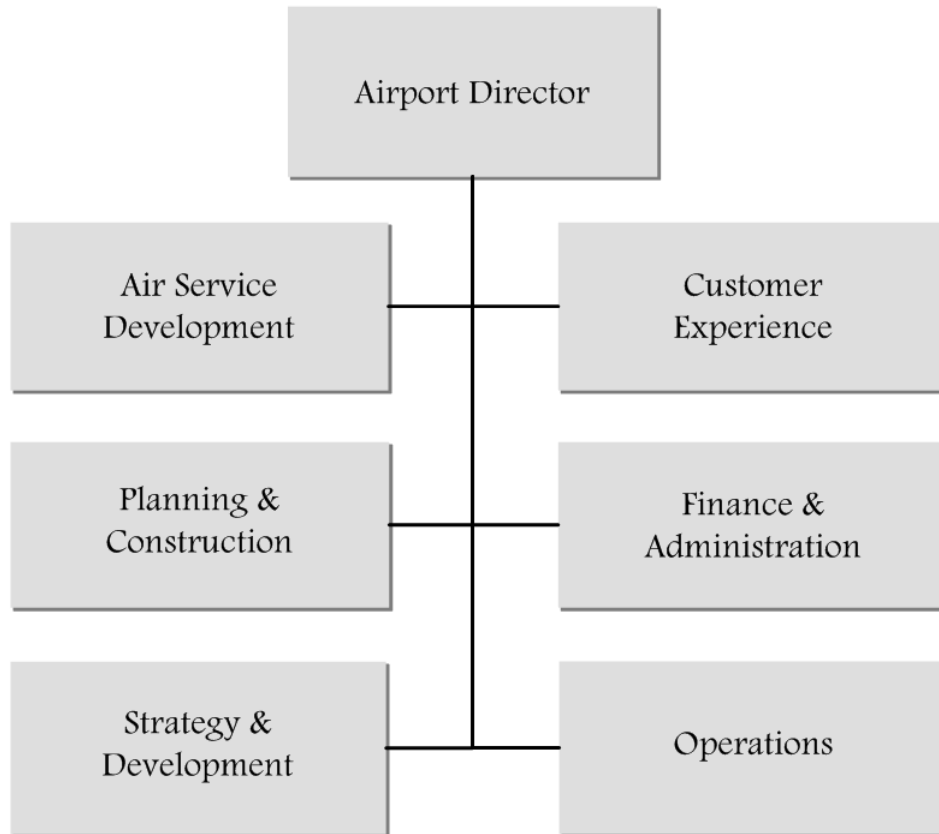 Airport Director
Air Service
Development
Customer
Experience
Planning &
Construction
Finance &
Administration
Strategy &
Development
Operations